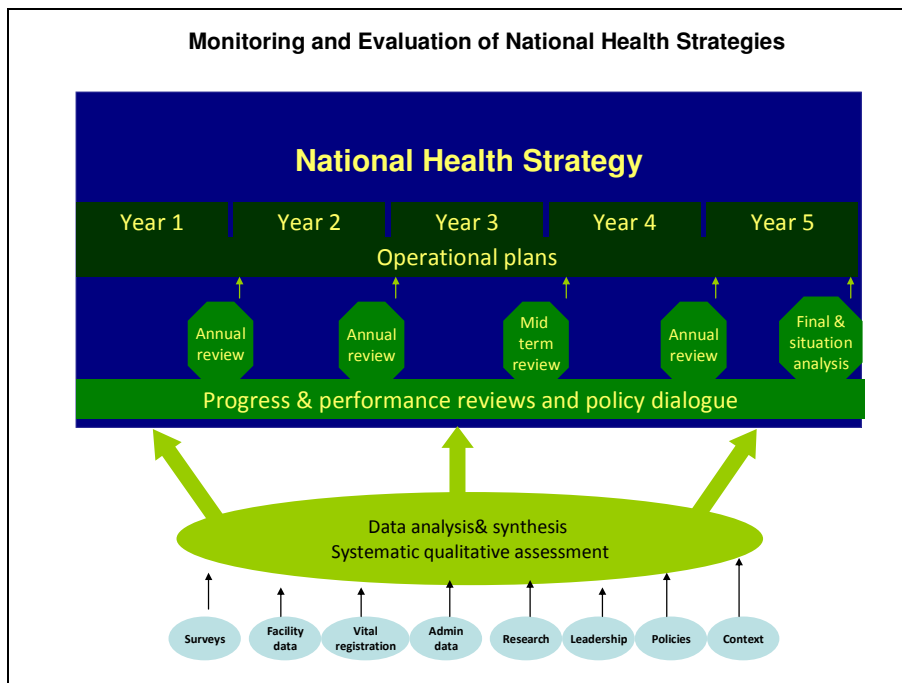 Monitoring and Evaluation of National Health Strategies
National Health Strategy
Year 1
Year 2
Year 3
Year 4
Year 5
Operational plans
Annual
review
Annual
review
Mid
term
review
Annual
review
Final &
situation
analysis
Progress & performance reviews and policy dialogue
Data analysis& synthesis
Systematic qualitative assessment
Surveys
Facility
data
Vital
registration
Admin
data
Research
Leadership
Policies
Context